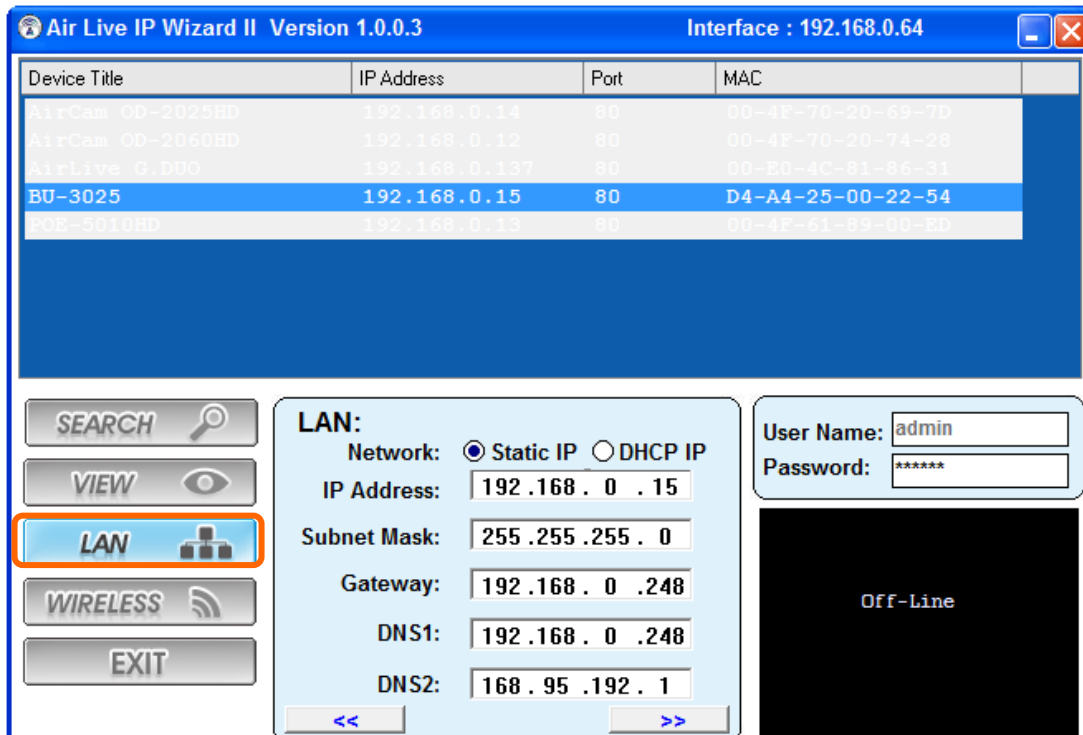 Air Live IP Wizard II Version 1.0.0.3 Interface : 192.168.0.64
Device Title IP Address Port MAC
AirCam OD-2025HD 192.168.0.14 80 00-4F-70-20-69-7D
AirCam OD-2060HD 192.168.0.12 80 00-4F-70-20-74-28
AirLive G.DUO 192.168.0.137 80 00-E0-4C-81-86-31
BU-3025 192.168.0.15 80 D4-A4-25-00-22-54
POE-5010HD 192.168.0.13 80 00-4F-61-89-00-ED
SEARCH
VIEW
LAN
WIRELESS
EXIT
LAN:
Network: Static IP DHCP IP
IP Address: 192.168. 0 .15
Subnet Mask: 255.255.255. 0
Gateway: 192.168. 0 .248
DNS1: 192.168. 0 .248
DNS2: 168. 95 .192. 1
<< >>
User Name: admin
Password: ******
Off-Line